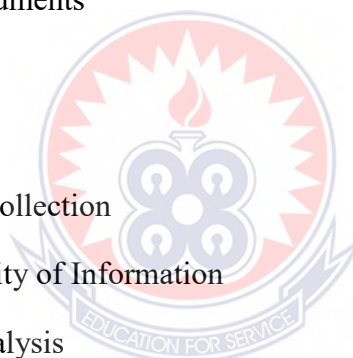 uments
ollection
ity of Information
EDUCATION FOR SERVICE
alysis